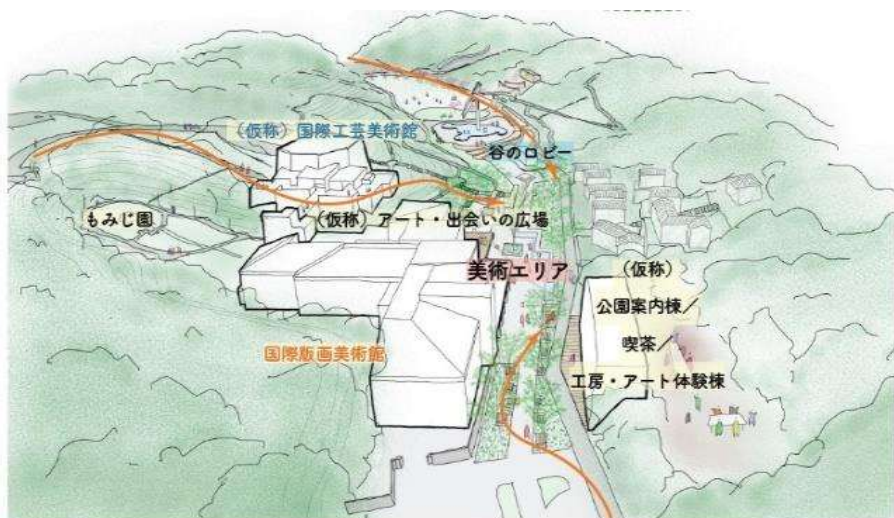 (仮称)国際工芸美術館
谷のロビー
もみじ園
(仮称)アート・出会いの広場
美術エリア
(仮称)
公園案内棟/
喫茶/
工房・アート体験棟
国際版画美術館